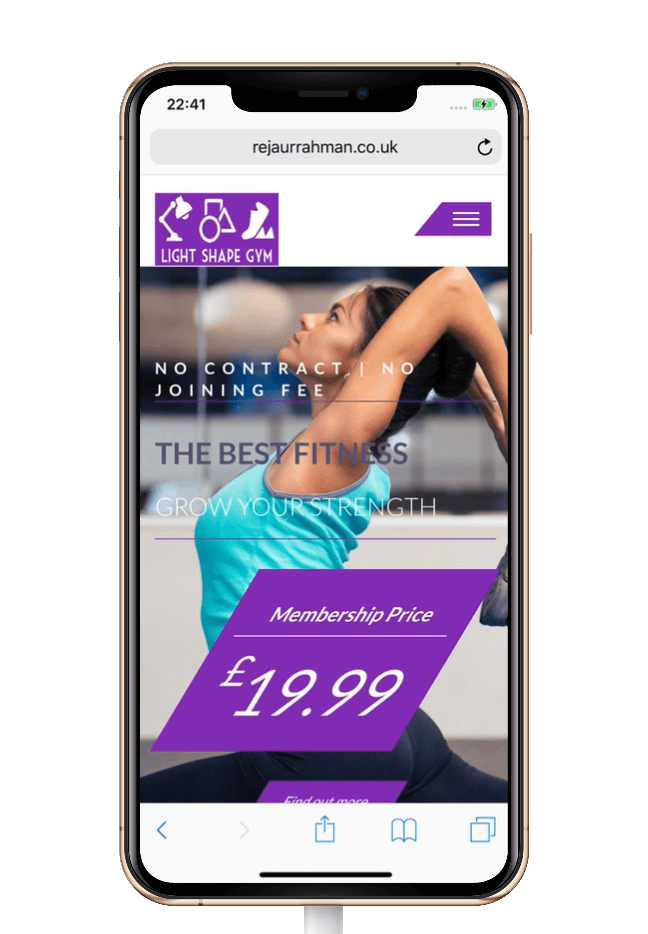 22:41
rejaurrahman.co.uk
LIGHT SHAPE GYM
NO CONTRACT | NO
JOINING FEE
THE BEST FITNESS
GROW YOUR STRENGTH
Membership Price
£19.99
Find out more